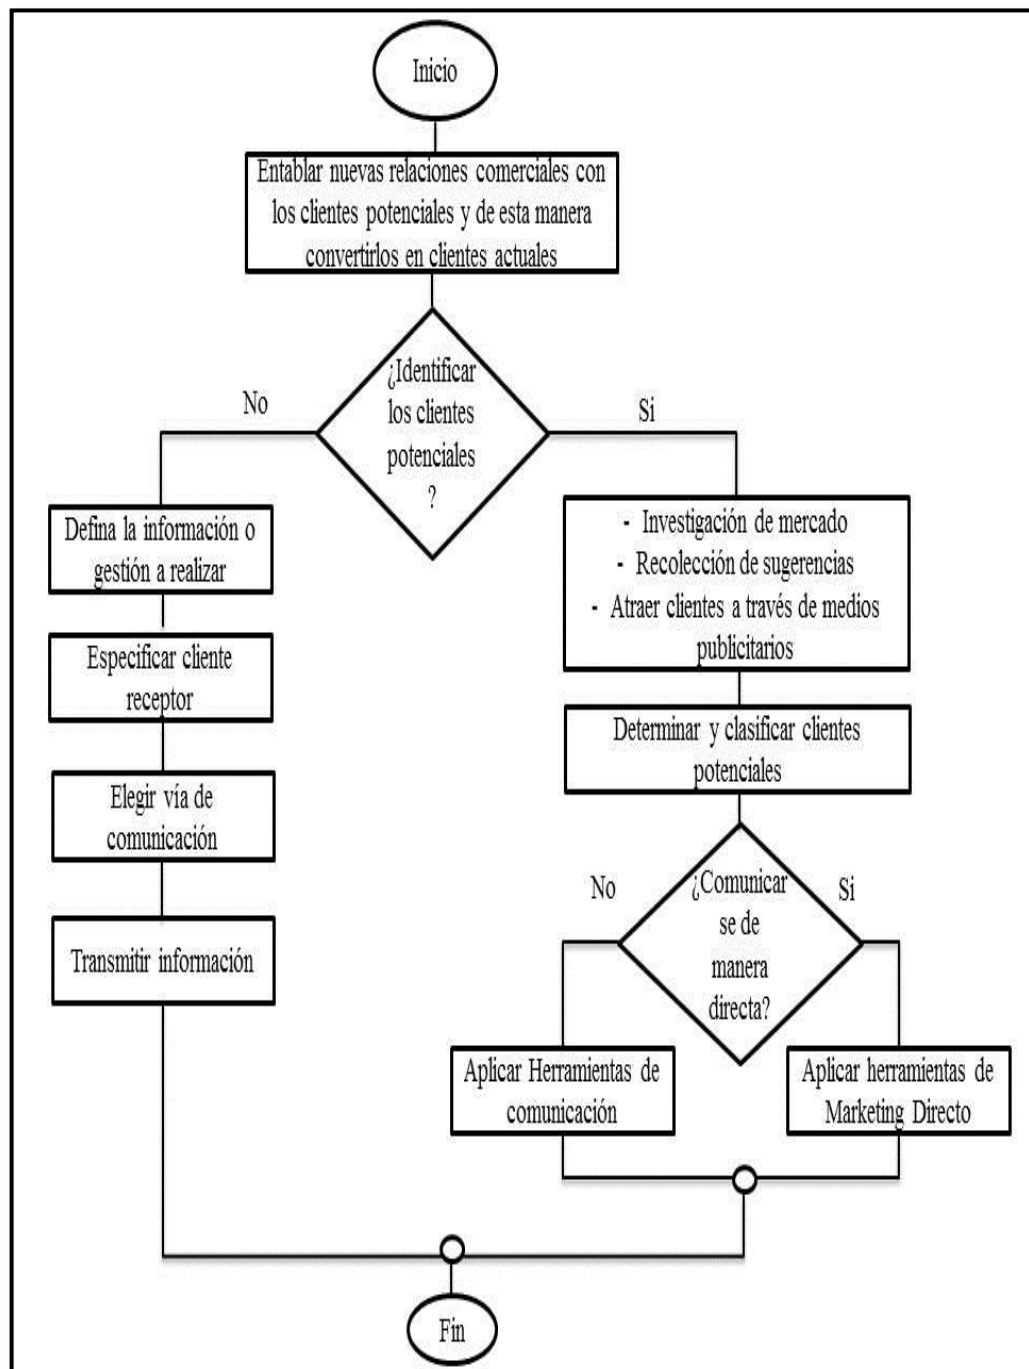 Inicio
Entablar nuevas relaciones comerciales con
los clientes potenciales y de esta manera
convertirlos en clientes actuales
¿Identificar
los clientes
potenciales
?
No
Si
Defina la información o
gestión a realizar
Especificar cliente
receptor
Elegir vía de
comunicación
Transmitir información
- Investigación de mercado
- Recolección de sugerencias
- Atraer clientes a través de medios
publicitarios
Determinar y clasificar clientes
potenciales
¿Comunicar
se de
manera
directa?
No
Si
Aplicar Herramientas de
comunicación
Aplicar herramientas de
Marketing Directo
Fin